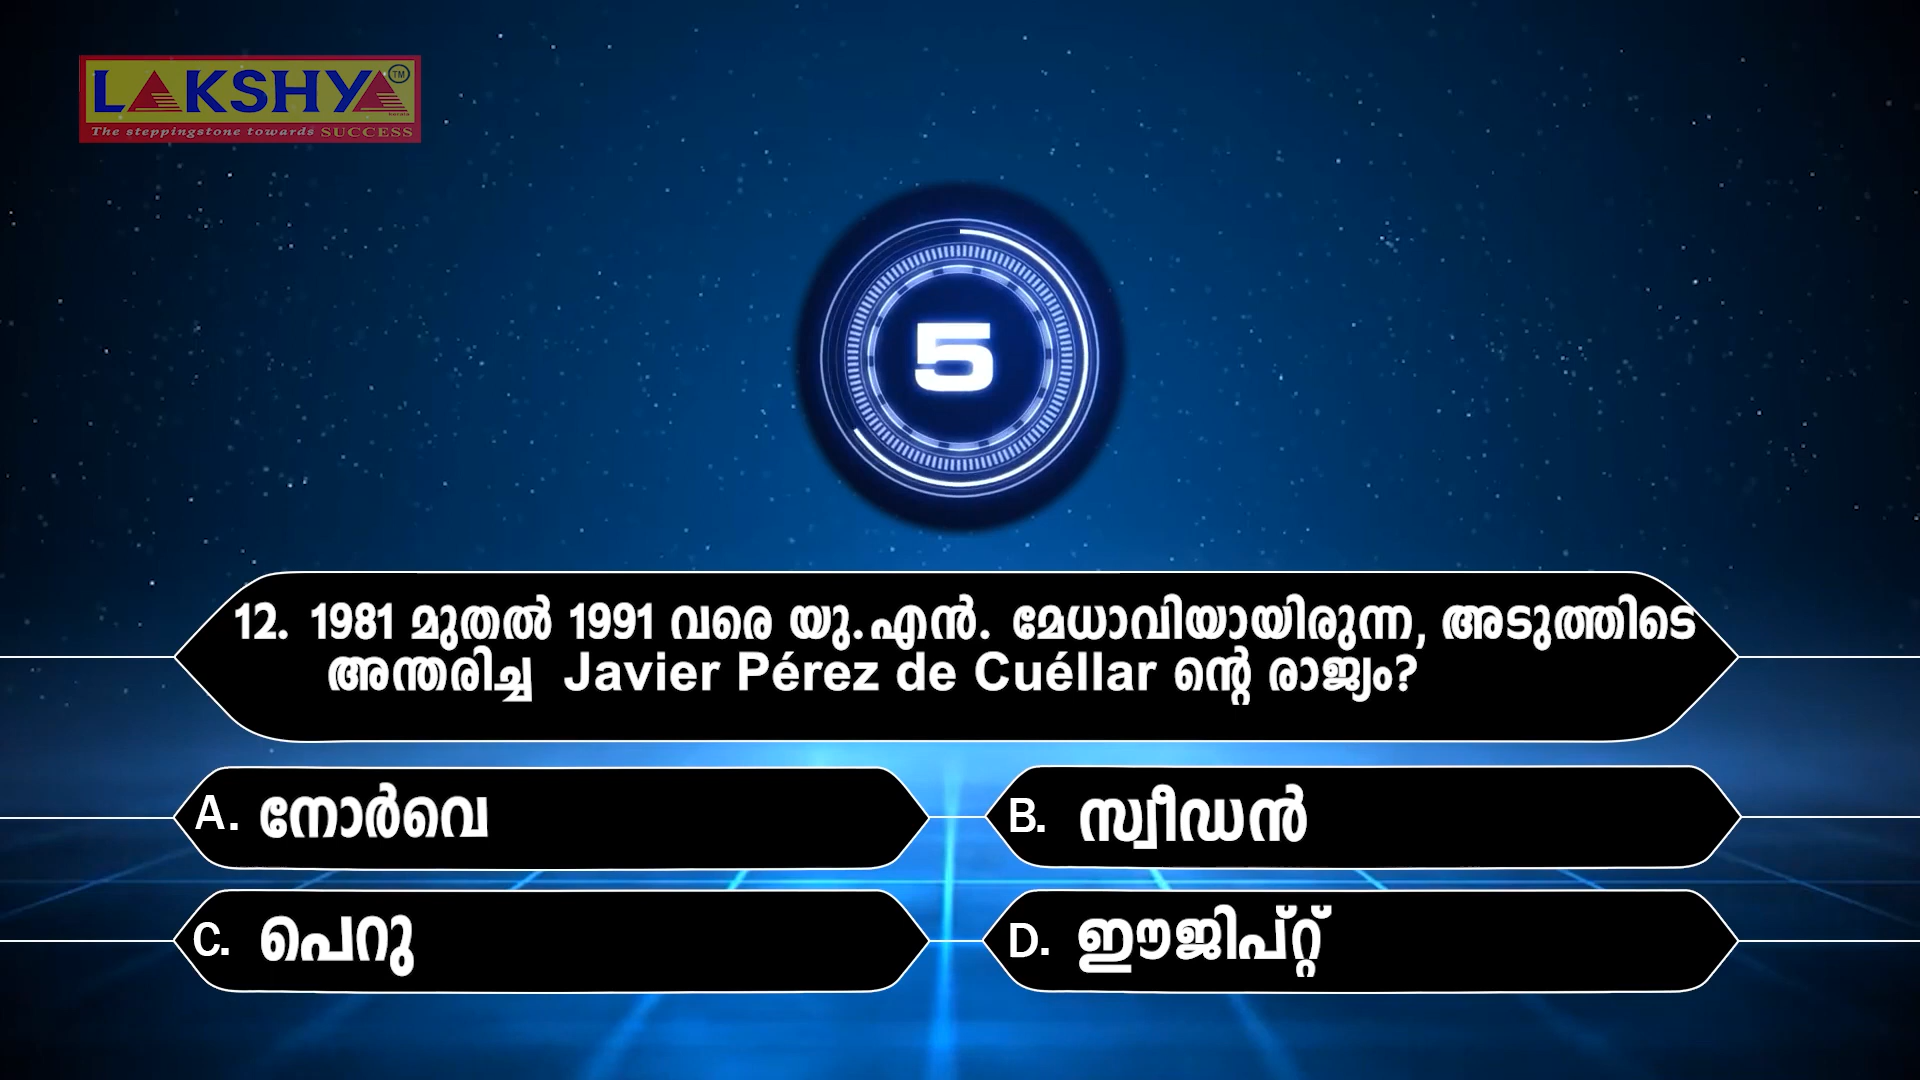 LAKSHYA TM
The steppingstone towards SUCCESS
5
12. 1981 മുതൽ 1991 വരെ യു.എൻ. മേധാവിയായിരുന്ന, അടുത്തിടെ
അന്തരിച്ച Javier Pérez de Cuéllar ന്റെ രാജ്യം?
A. നോർവെ
B. സ്വീഡൻ
C. പെറു
D. ഈജിപ്റ്റ്